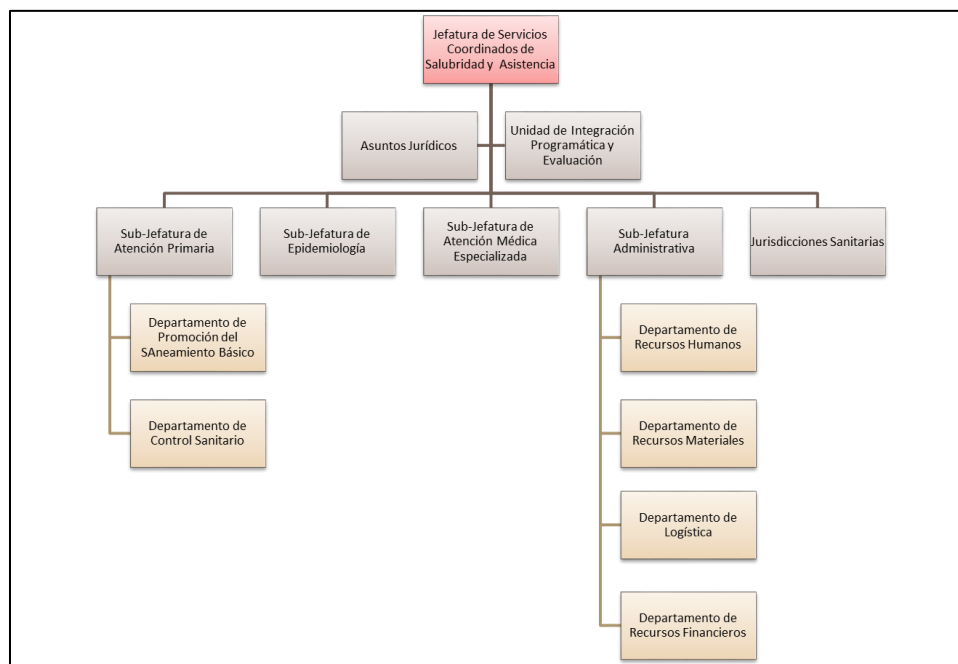 Jefatura de Servicios
Coordinados de
Salubridad y Asistencia
Asuntos Jurídicos
Unidad de Integración
Programática y
Evaluación
Sub-Jefatura de
Atención Primaria
Sub-Jefatura de
Epidemiología
Sub-Jefatura de
Atención Médica
Especializada
Sub-Jefatura
Administrativa
Jurisdicciones Sanitarias
Departamento de
Promoción del
SAneamiento Básico
Departamento de
Control Sanitario
Departamento de
Recursos Humanos
Departamento de
Recursos Materiales
Departamento de
Logística
Departamento de
Recursos Financieros